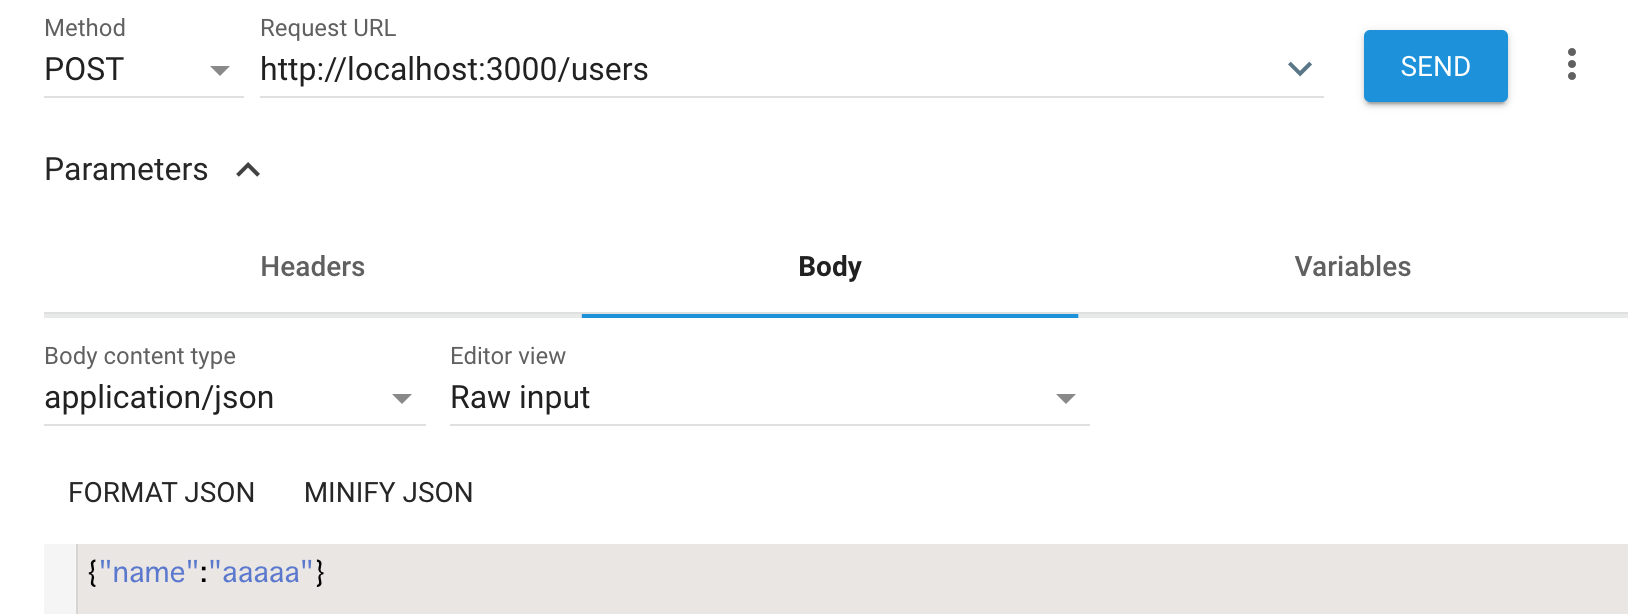 Method
Request URL
POST
http://localhost:3000/users
SEND
Parameters
Headers
Body
Variables
Body content type
Editor view
application/json
Raw input
FORMAT JSON
MINIFY JSON
{"name":"aaaaa"}